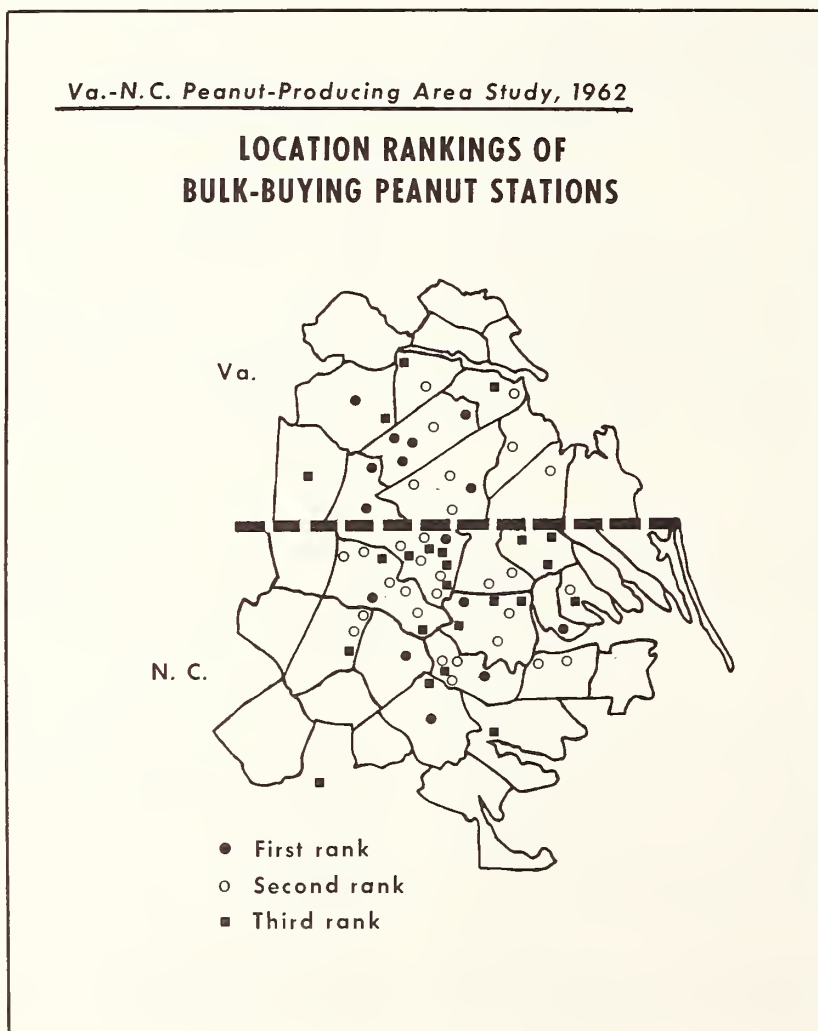 Va.-N.C. Peanut-Producing Area Study, 1962
LOCATION RANKINGS OF
BULK-BUYING PEANUT STATIONS
Va.
N. C.
First rank
Second rank
Third rank